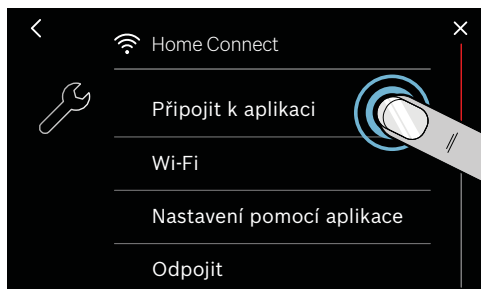 Home Connect
Připojit k aplikaci
Wi-Fi
Nastavení pomocí aplikace
Odpojit